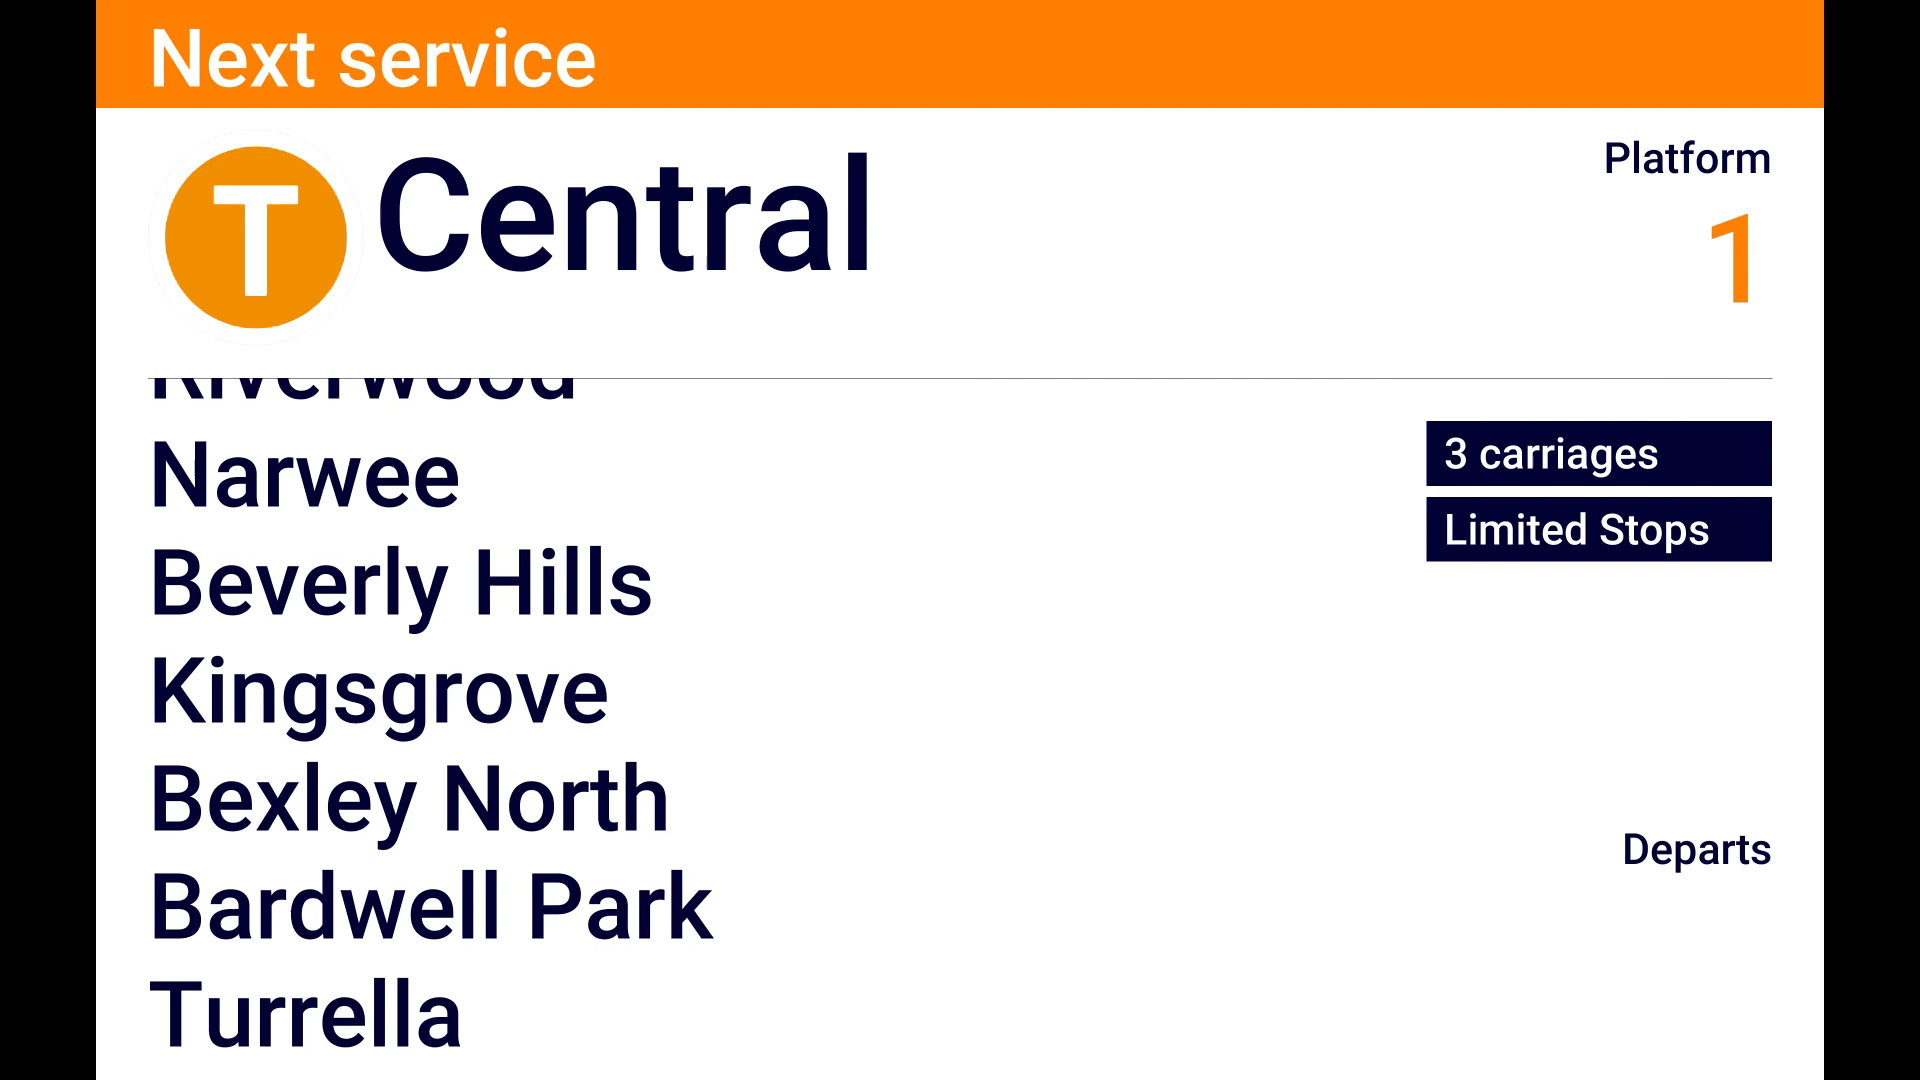 Next service
T Central
Platform
1
Riverwood
Narwee
Beverly Hills
Kingsgrove
Bexley North
Bardwell Park
Turrella
3 carriages
Limited Stops
Departs